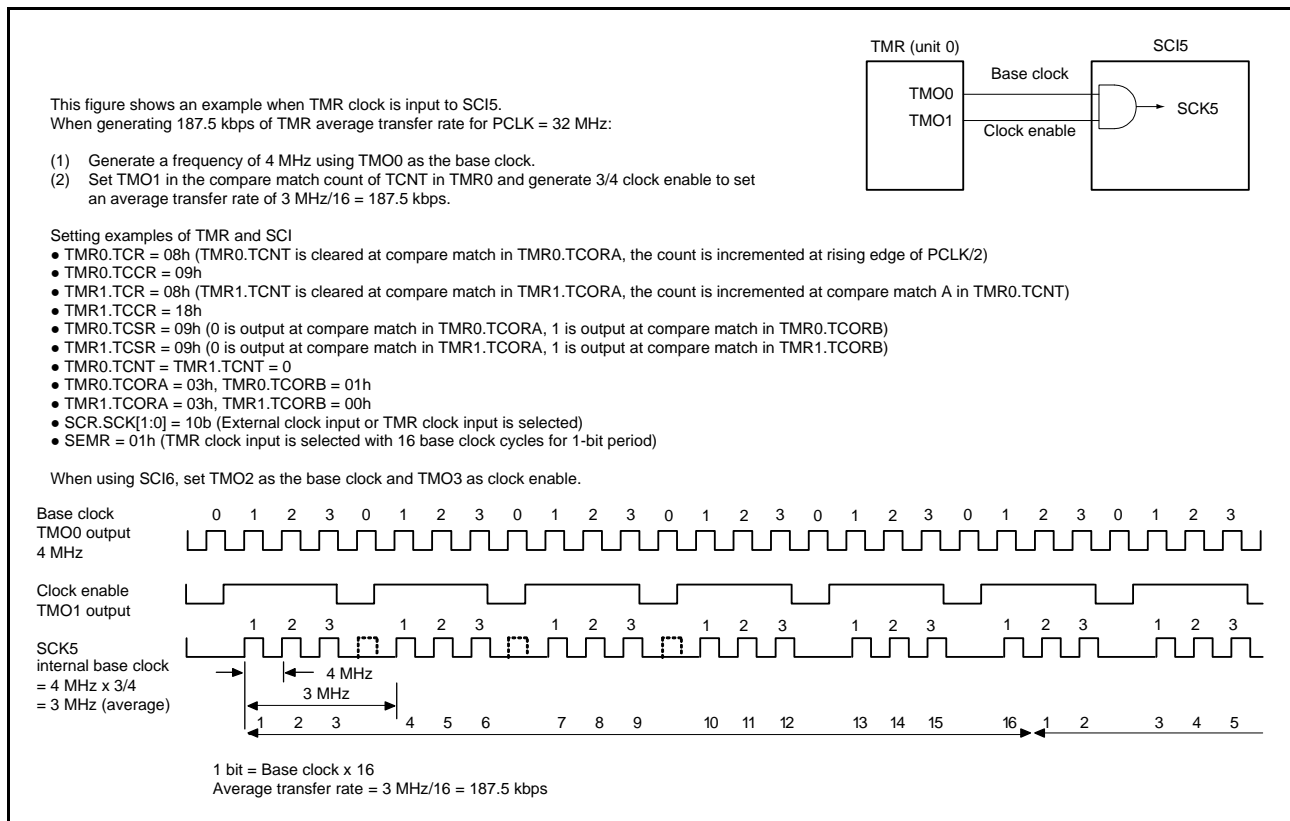 TMR (unit 0) SCI5
Base clock
TMO0
TMO1
SCK5
Clock enable
This figure shows an example when TMR clock is input to SCI5.
When generating 187.5 kbps of TMR average transfer rate for PCLK = 32 MHz:
(1) Generate a frequency of 4 MHz using TMO0 as the base clock.
(2) Set TMO1 in the compare match count of TCNT in TMR0 and generate 3/4 clock enable to set
an average transfer rate of 3 MHz/16 = 187.5 kbps.
Setting examples of TMR and SCI
● TMR0.TCR = 08h (TMR0.TCNT is cleared at compare match in TMR0.TCORA, the count is incremented at rising edge of PCLK/2)
● TMR0.TCCR = 09h
● TMR1.TCR = 08h (TMR1.TCNT is cleared at compare match in TMR1.TCORA, the count is incremented at compare match A in TMR0.TCNT)
● TMR1.TCCR = 18h
● TMR0.TCSR = 09h (0 is output at compare match in TMR0.TCORA, 1 is output at compare match in TMR0.TCORB)
● TMR1.TCSR = 09h (0 is output at compare match in TMR1.TCORA, 1 is output at compare match in TMR1.TCORB)
● TMR0.TCNT = TMR1.TCNT = 0
● TMR0.TCORA = 03h, TMR0.TCORB = 01h
● TMR1.TCORA = 03h, TMR1.TCORB = 00h
● SCR.SCK[1:0] = 10b (External clock input or TMR clock input is selected)
● SEMR = 01h (TMR clock input is selected with 16 base clock cycles for 1-bit period)
When using SCI6, set TMO2 as the base clock and TMO3 as clock enable.
Base clock
TMO0 output
4 MHz
0 1 2 3 0 1 2 3 0 1 2 3 0 1 2 3 0 1 2 3 0 1 2 3 0 1 2 3
Clock enable
TMO1 output
1 2 3 1 2 3 1 2 3 1 2 3 1 2 3 1 2 3 1 2 3
SCK5
internal base clock
= 4 MHz x 3/4
= 3 MHz (average)
4 MHz
3 MHz
1 2 3 4 5 6 7 8 9 10 11 12 13 14 15 16 1 2 3 4 5
1 bit = Base clock x 16
Average transfer rate = 3 MHz/16 = 187.5 kbps